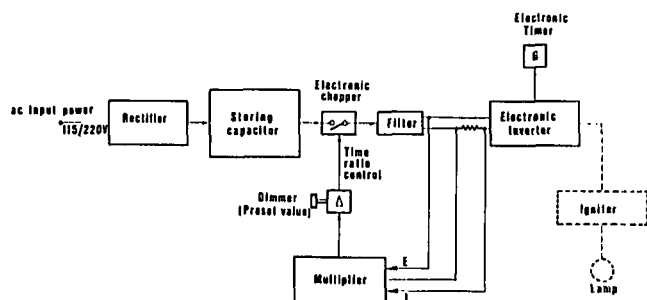 Electronic
Timer
G
Electronic
chopper
ac input power
115/220V
Rectifier
Storing
capacitor
Filter
Electronic
Inverter
Time
ratio
control
Dimmer
(Preset value)
Δ
Igniter
E
Multiplier
I
Lamp